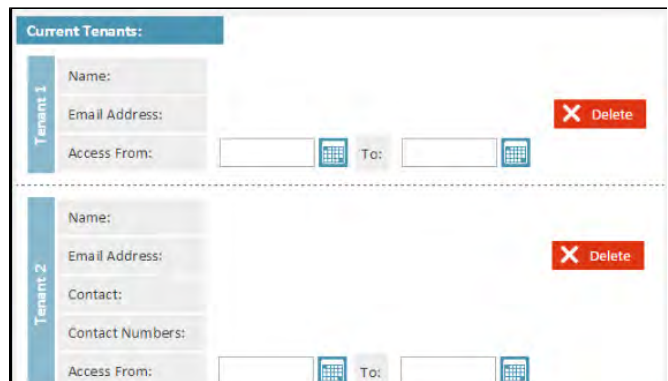 Current Tenants:
Tenant 1
Name:
Email Address:
Delete
Access From:
To:
Tenant 2
Name:
Email Address:
Delete
Contact:
Contact Numbers:
Access From:
To: